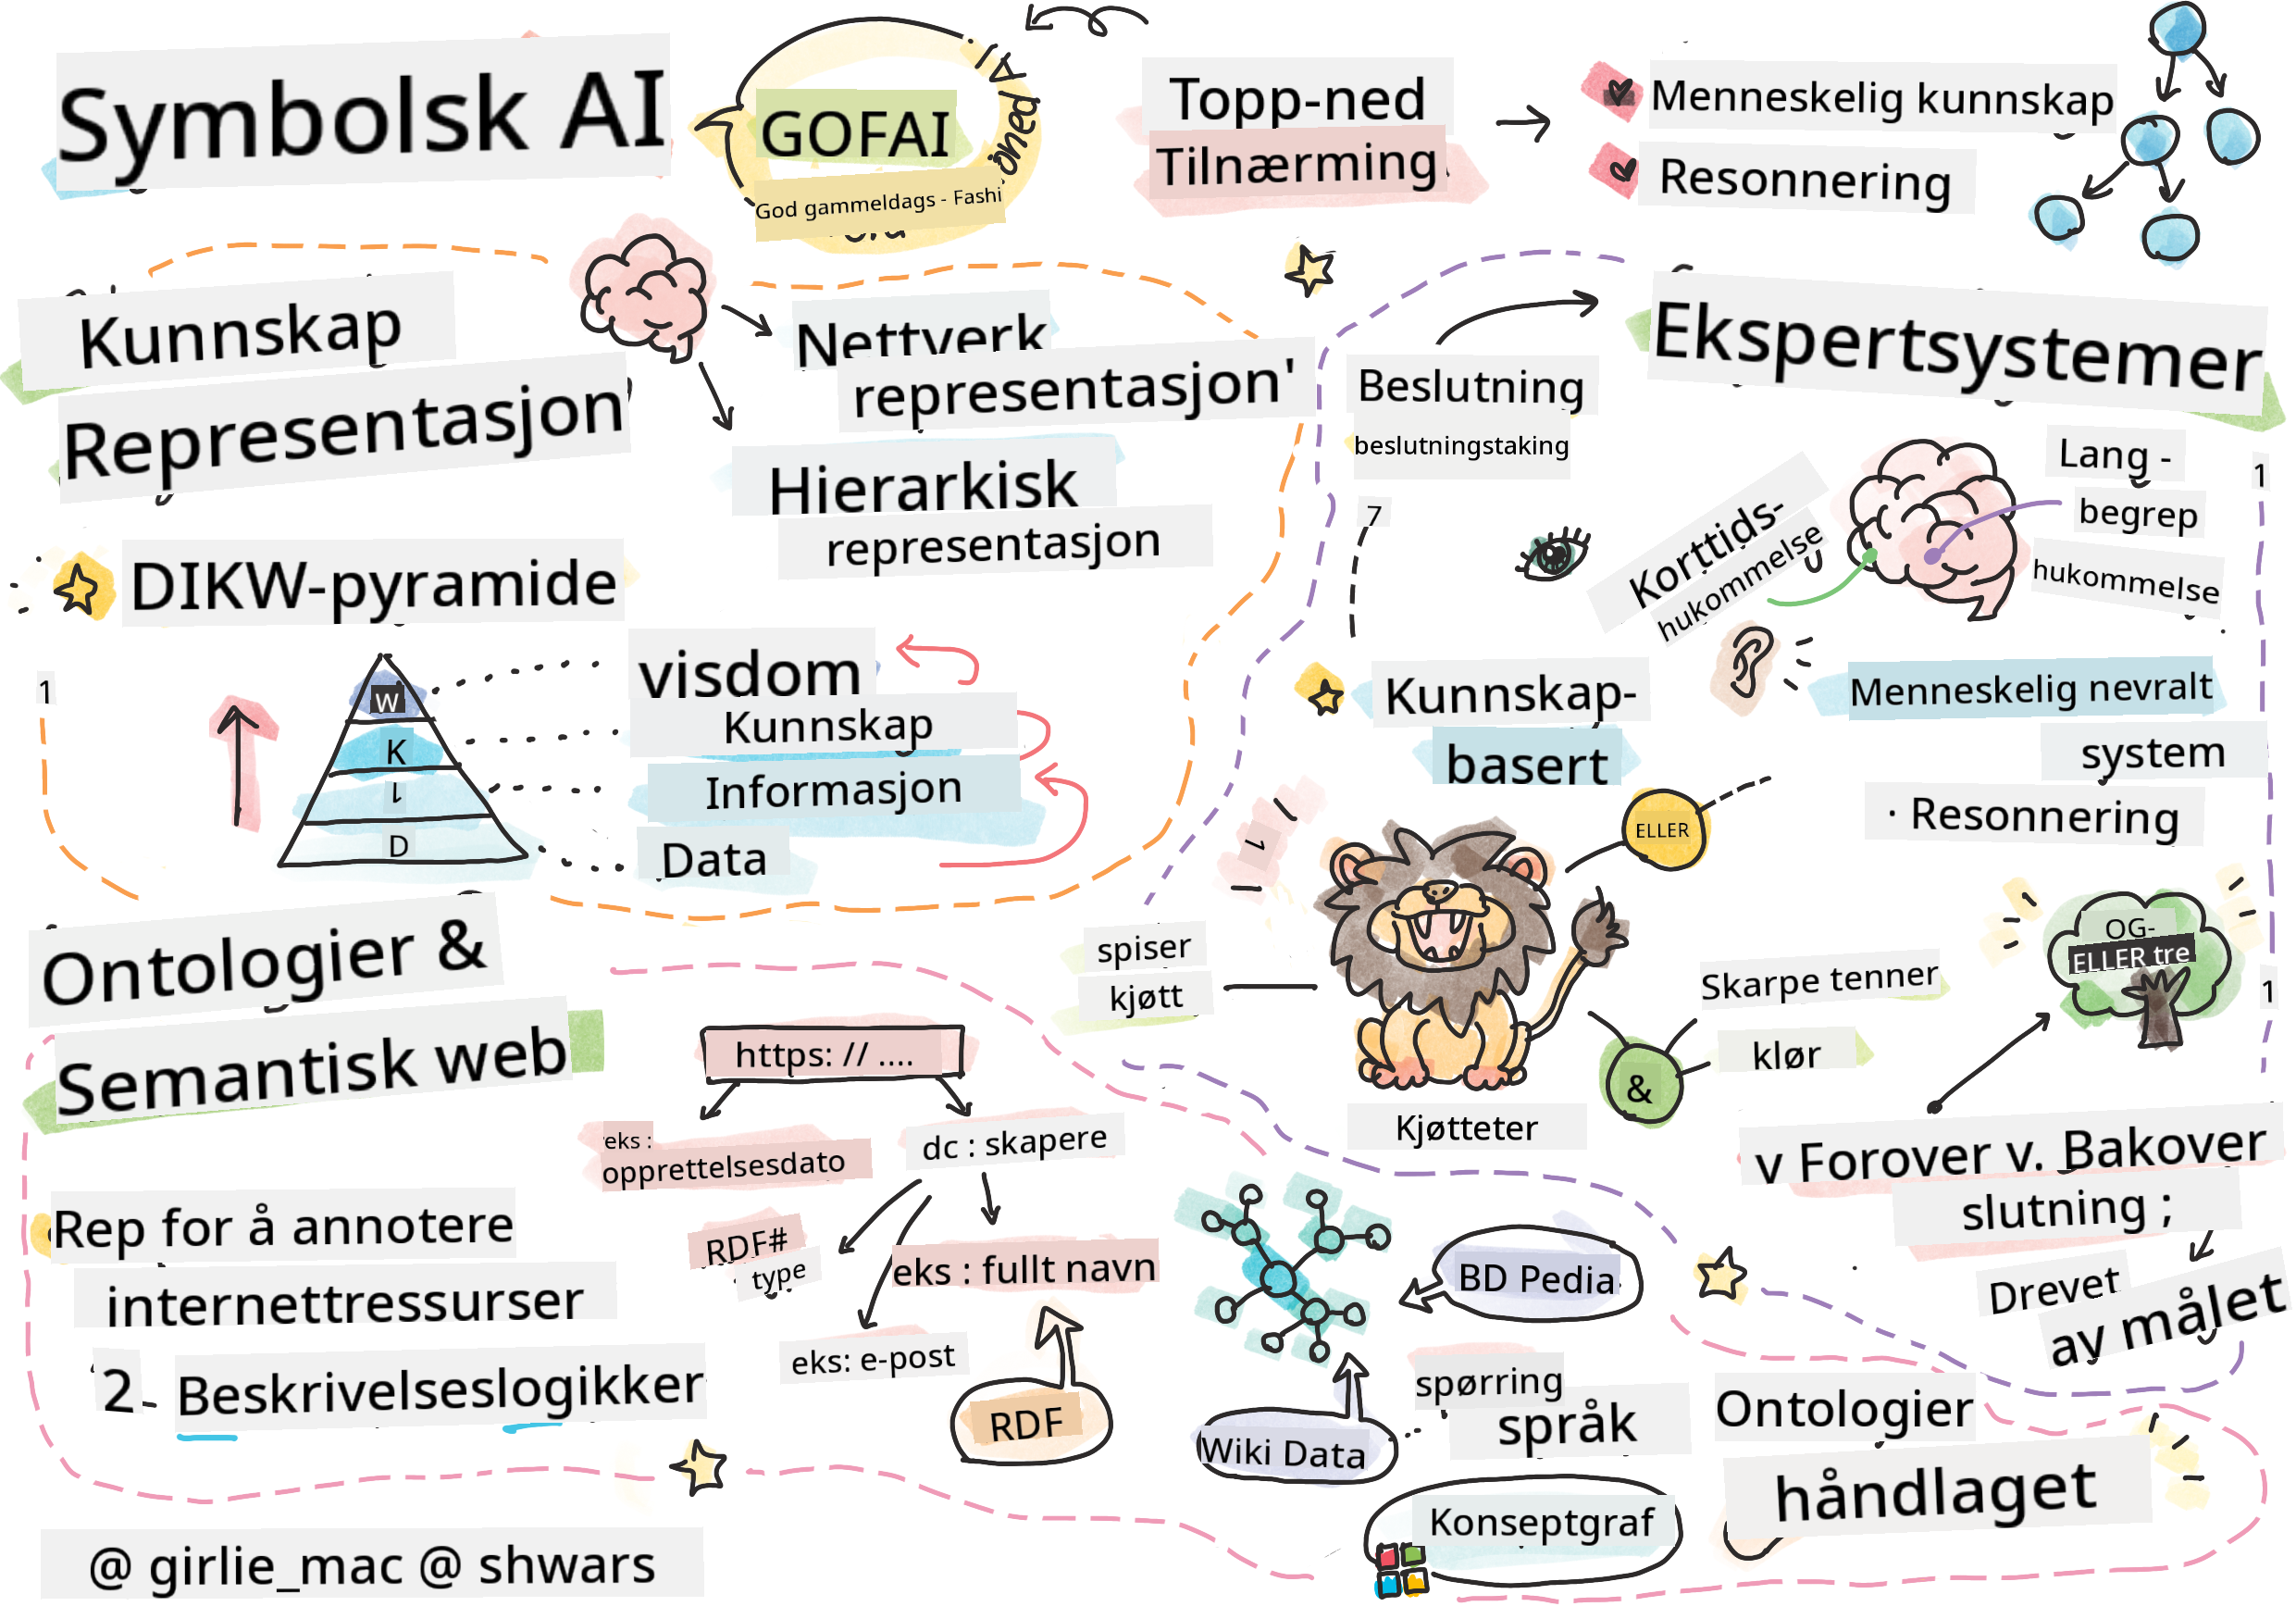 Symbolsk AI
GOFAI
God gammeldags - Fashi
Topp-ned
Tilnærming
Menneskelig kunnskap
Resonnering
Kunnskap
Representasjon
Nettverk
representasjon'
Hierarkisk
representasjon
DIKW-pyramide
W
K
D
visdom
Kunnskap
Informasjon
Data
Ekspertsystemer
Beslutning
beslutningstaking
7
Korttids-
hukommelse
Lang -
begrep
hukommelse
1
1
Kunnskap-
basert
Menneskelig nevralt
system
· Resonnering
ELLER
spiser
kjøtt
Kjøtteter
&
Skarpe tenner
klør
OG-
ELLER tre
1
v Forover v. Bakover
slutning ;
Drevet
av målet
Ontologier &
Semantisk web
https: // ....
eks :
opprettelsesdato
dc : skapere
RDF#
type
eks : fullt navn
eks: e-post
RDF
Rep for å annotere
internettressurser
2
Beskrivelseslogikker
BD Pedia
Wiki Data
spørring
språk
Konseptgraf
Ontologier
håndlaget
@ girlie_mac @ shwars